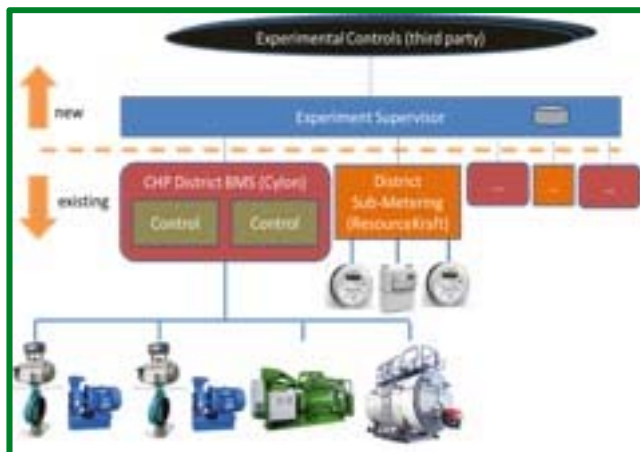 Experimental Controls (third party)
new
Experiment Supervisor
existing
CHP District BMS (Cylon)
Control
Control
District
Sub-Metering
(ResourceKraft)
...
...
...